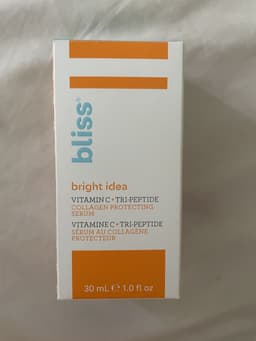 bliss
bright idea
VITAMIN C + TRI-PEPTIDE
COLLAGEN PROTECTING
SERUM
VITAMINE C + TRI-PEPTIDE
SÉRUM AU COLLAGÈNE
PROTECTEUR
30 mL ℮ 1.0 fl oz